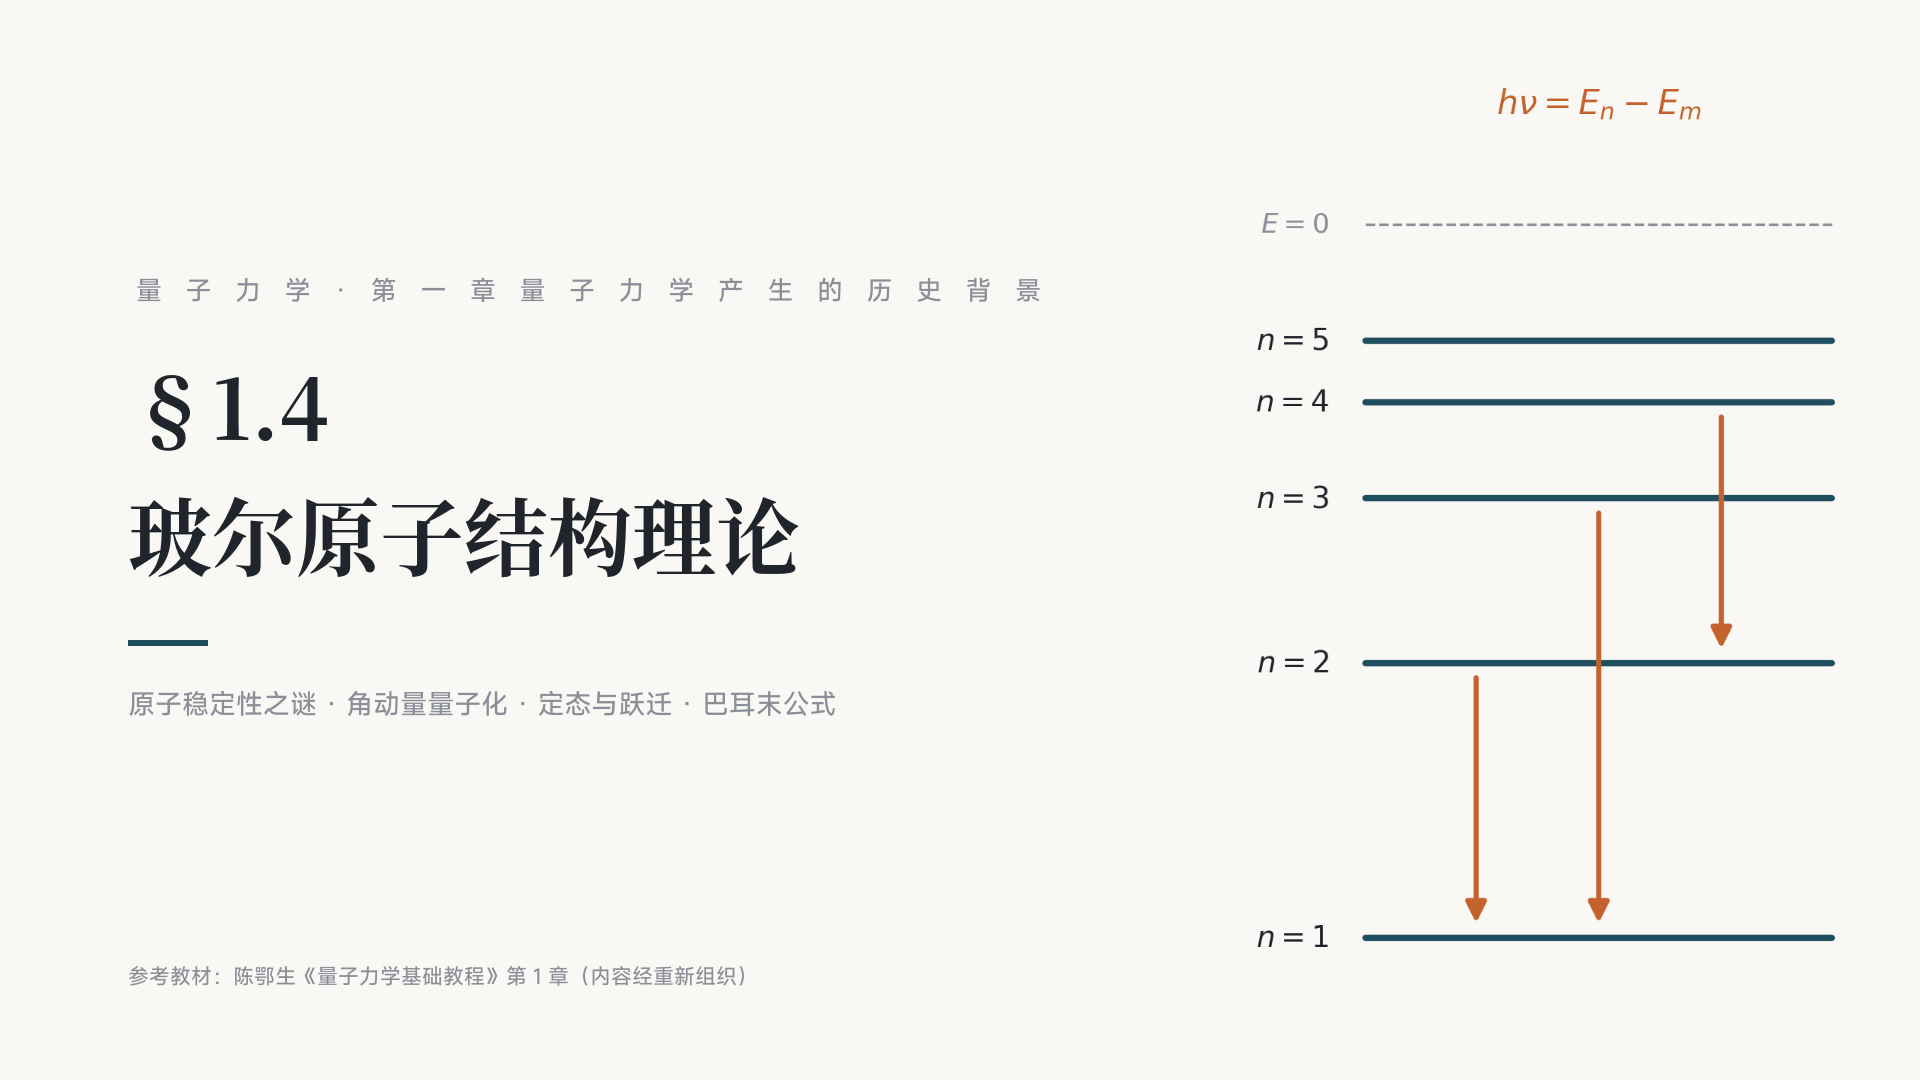 量子力学 · 第一章量子力学产生的历史背景
§ 1.4
玻尔原子结构理论
原子稳定性之谜 · 角动量量子化 · 定态与跃迁 · 巴耳末公式
参考教材：陈鄂生《量子力学基础教程》第 1 章（内容经重新组织）
hν = Eₙ − Eₘ
E = 0
n = 5
n = 4
n = 3
n = 2
n = 1